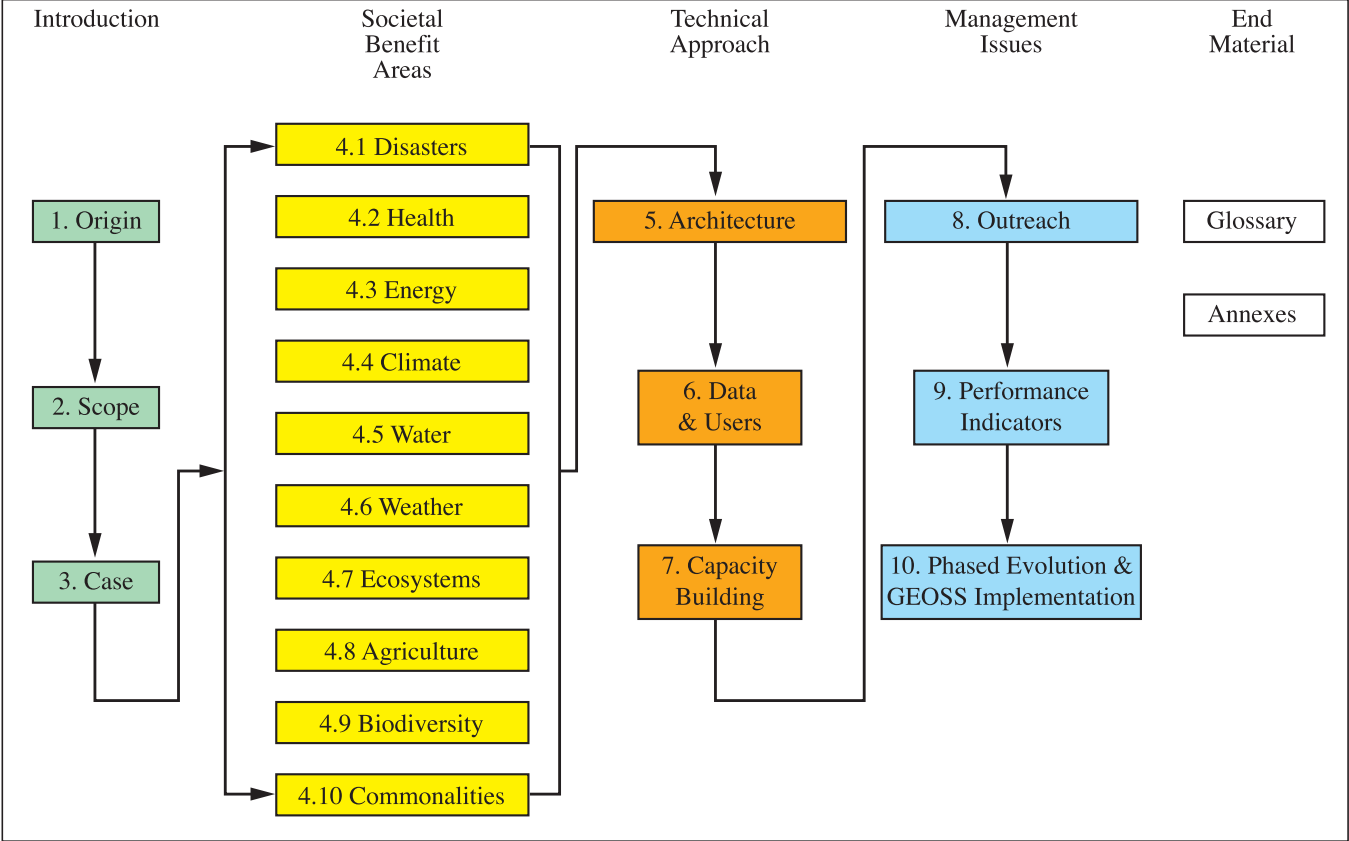 Introduction
Societal
Benefit
Areas
Technical
Approach
Management
Issues
End
Material
1. Origin
2. Scope
3. Case
4.1 Disasters
4.2 Health
4.3 Energy
4.4 Climate
4.5 Water
4.6 Weather
4.7 Ecosystems
4.8 Agriculture
4.9 Biodiversity
4.10 Commonalities
5. Architecture
6. Data
& Users
7. Capacity
Building
8. Outreach
9. Performance
Indicators
10. Phased Evolution &
GEOSS Implementation
Glossary
Annexes